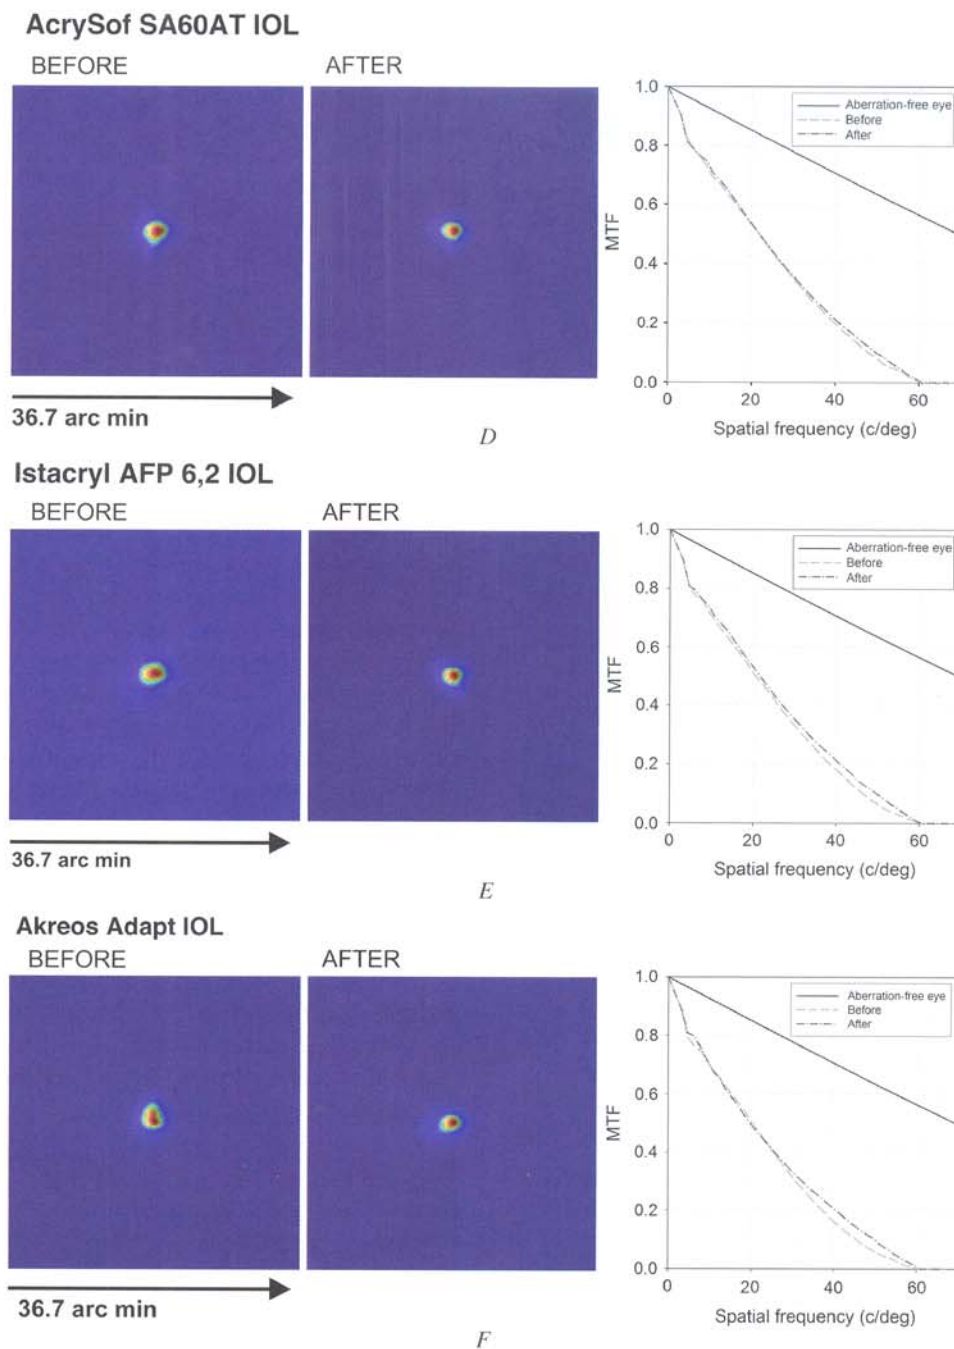 AcrySof SA60AT IOL
BEFORE
AFTER
36.7 arc min
1.0
0.8
0.6
0.4
0.2
0.0
MTF
Aberration-free eye
Before
After
0
20
40
60
Spatial frequency (c/deg)
D
Istacryl AFP 6,2 IOL
BEFORE
AFTER
36.7 arc min
1.0
0.8
0.6
0.4
0.2
0.0
MTF
Aberration-free eye
Before
After
0
20
40
60
Spatial frequency (c/deg)
E
Akreos Adapt IOL
BEFORE
AFTER
36.7 arc min
1.0
0.8
0.6
0.4
0.2
0.0
MTF
Aberration-free eye
Before
After
0
20
40
60
Spatial frequency (c/deg)
F